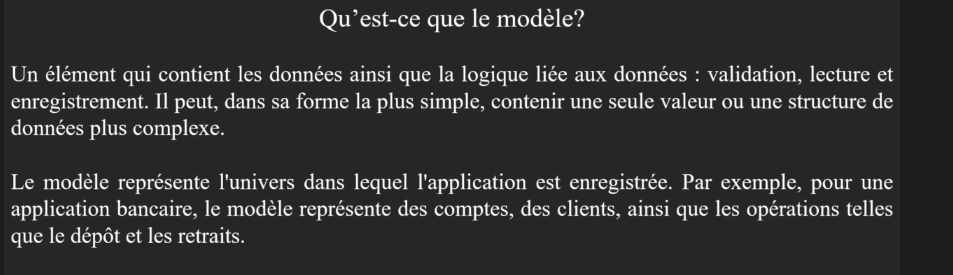 Qu’est-ce que le modèle?
Un élément qui contient les données ainsi que la logique liée aux données : validation, lecture et
enregistrement. Il peut, dans sa forme la plus simple, contenir une seule valeur ou une structure de
données plus complexe.
Le modèle représente l'univers dans lequel l'application est enregistrée. Par exemple, pour une
application bancaire, le modèle représente des comptes, des clients, ainsi que les opérations telles
que le dépôt et les retraits.